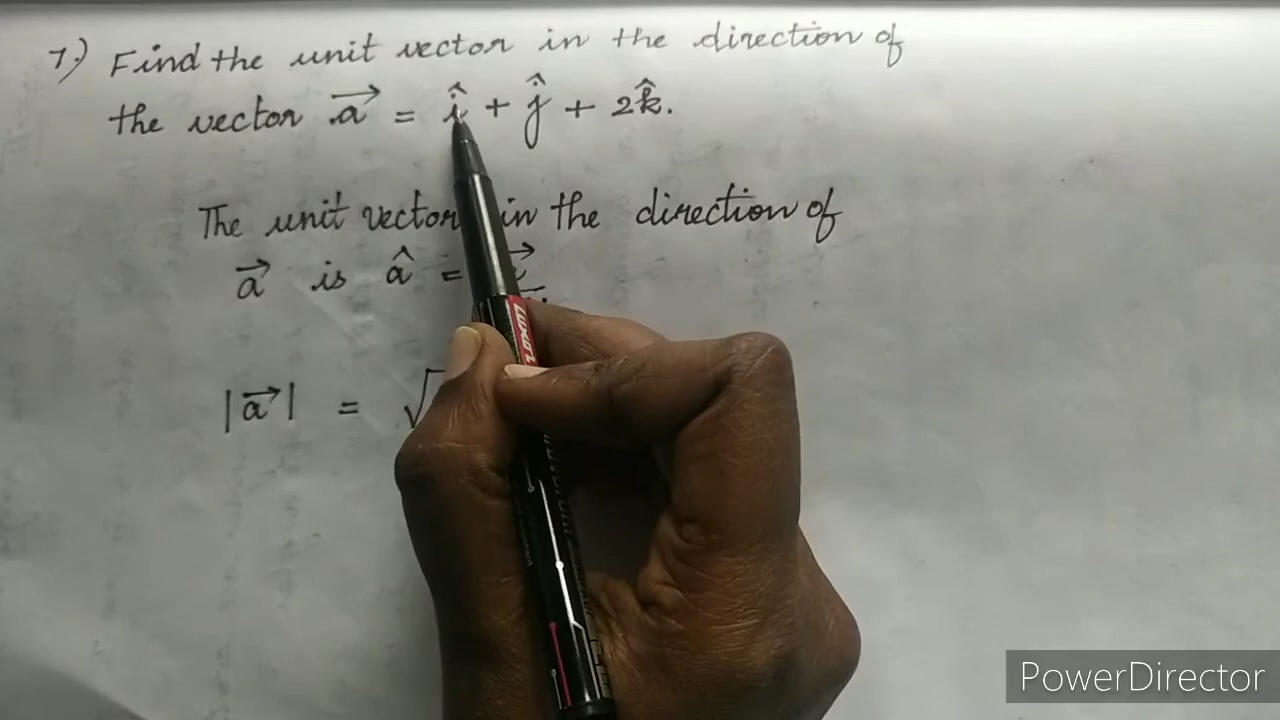 7.) Find the unit vector in the direction of
the vector a⃗ = î + ĵ + 2k̂.
The unit vector in the direction of
a⃗ is â =
|a⃗| = √
PowerDirector